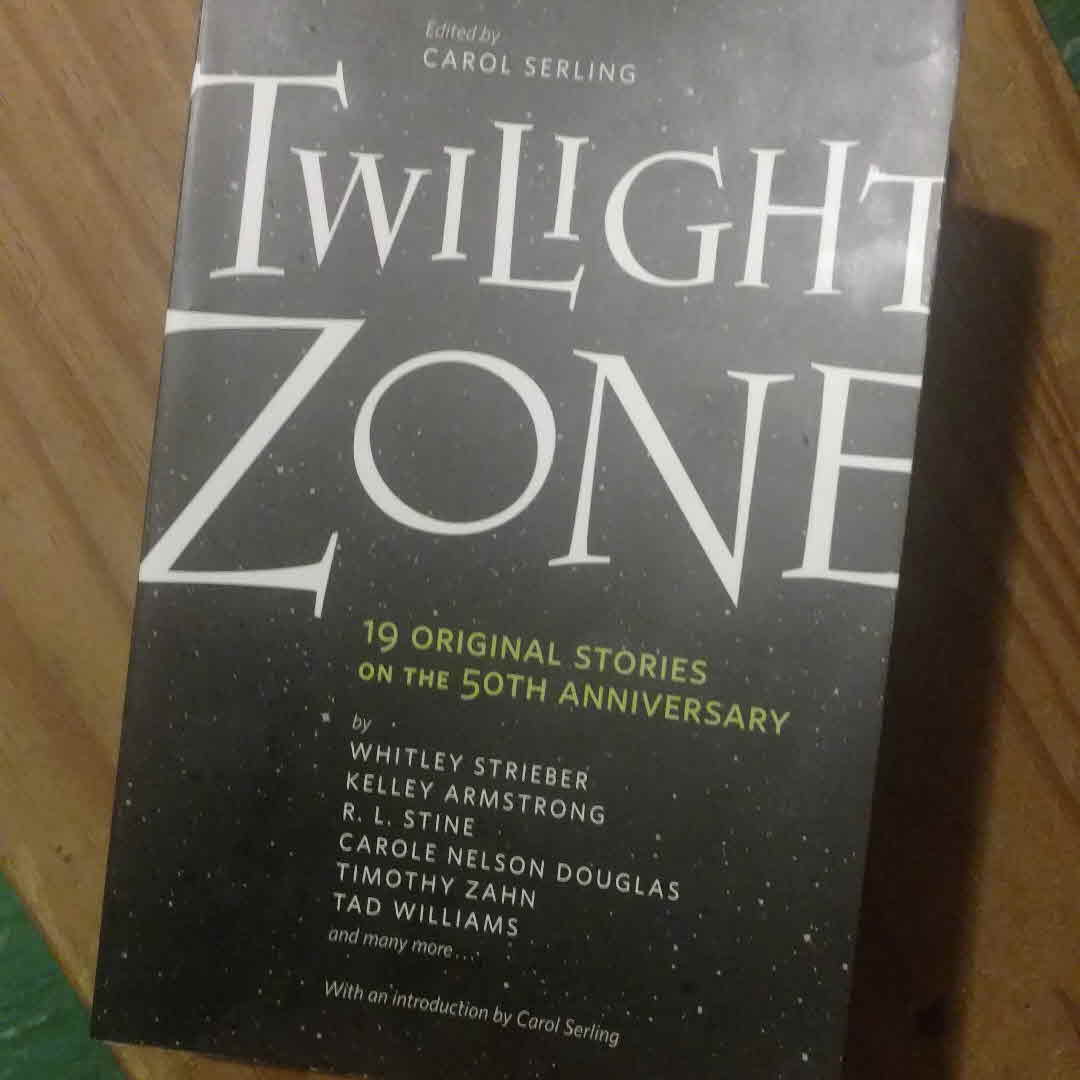 Edited by
CAROL SERLING
TWILIGHT
ZONE
19 ORIGINAL STORIES
ON THE 50TH ANNIVERSARY
by
WHITLEY STRIEBER
KELLEY ARMSTRONG
R. L. STINE
CAROLE NELSON DOUGLAS
TIMOTHY ZAHN
TAD WILLIAMS
and many more....
With an introduction by Carol Serling